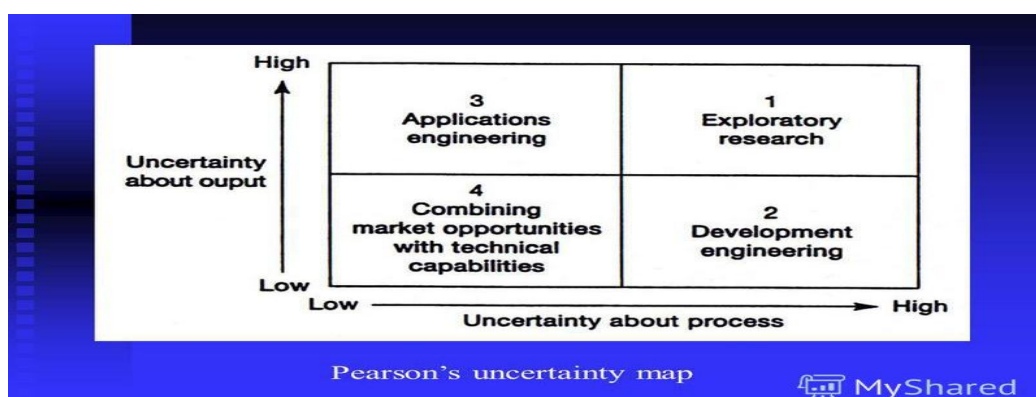 High
3
Applications
engineering
1
Exploratory
research
Uncertainty
about ouput
4
Combining
market opportunities
with technical
capabilities
2
Development
engineering
Low
Low
High
Uncertainty about process
Pearson's uncertainty map
MyShared